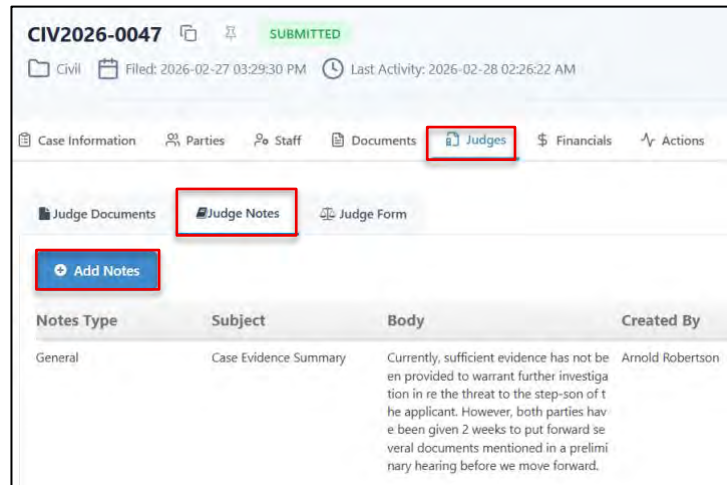 CIV2026-0047 SUBMITTED
Civil Filed: 2026-02-27 03:29:30 PM Last Activity: 2026-02-28 02:26:22 AM
Case Information Parties Staff Documents Judges $ Financials Actions
Judge Documents Judge Notes Judge Form
Add Notes
Notes Type Subject Body Created By
General Case Evidence Summary Currently, sufficient evidence has not be Arnold Robertson
en provided to warrant further investiga
tion in re the threat to the step-son of t
he applicant. However, both parties hav
e been given 2 weeks to put forward se
veral documents mentioned in a prelimi
nary hearing before we move forward.